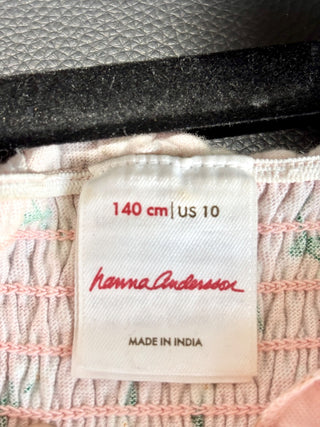 140 cm | US 10
hanna andersson
MADE IN INDIA